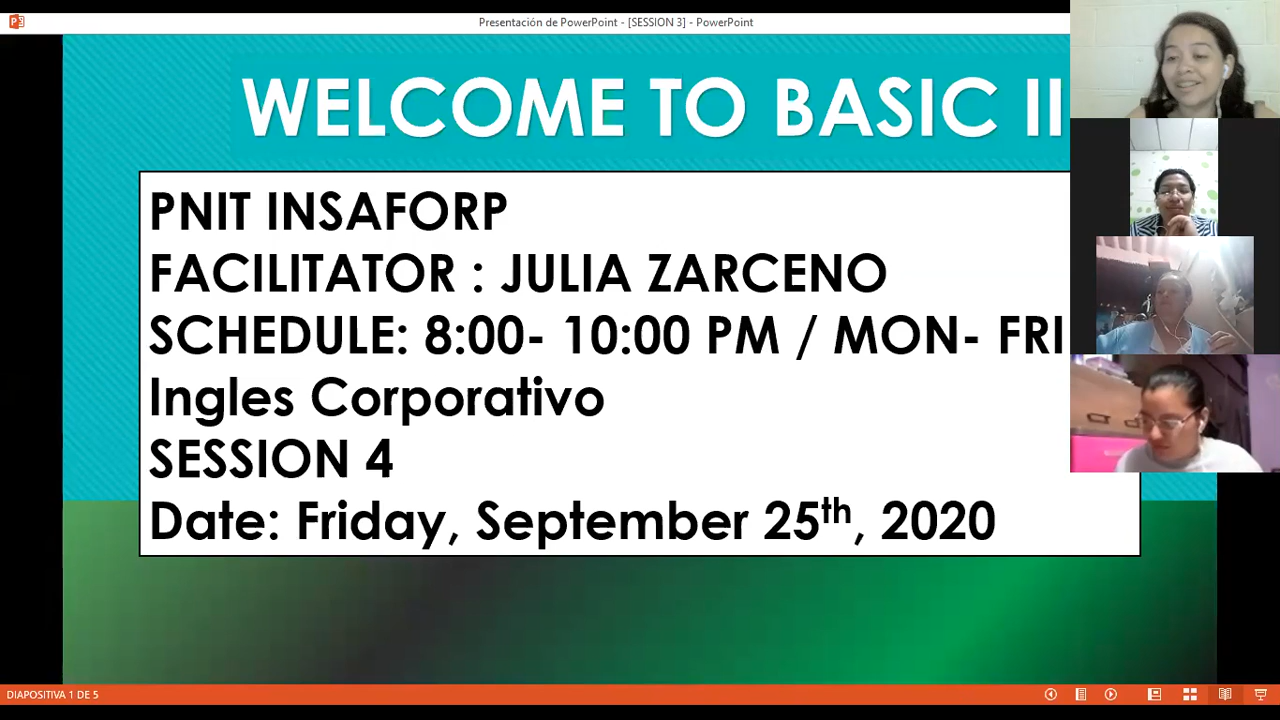 Presentación de PowerPoint - [SESSION 3] - PowerPoint
WELCOME TO BASIC II
PNIT INSAFORP
FACILITATOR : JULIA ZARCENO
SCHEDULE: 8:00- 10:00 PM / MON- FRI
Ingles Corporativo
SESSION 4
Date: Friday, September 25th, 2020
DIAPOSITIVA 1 DE 5